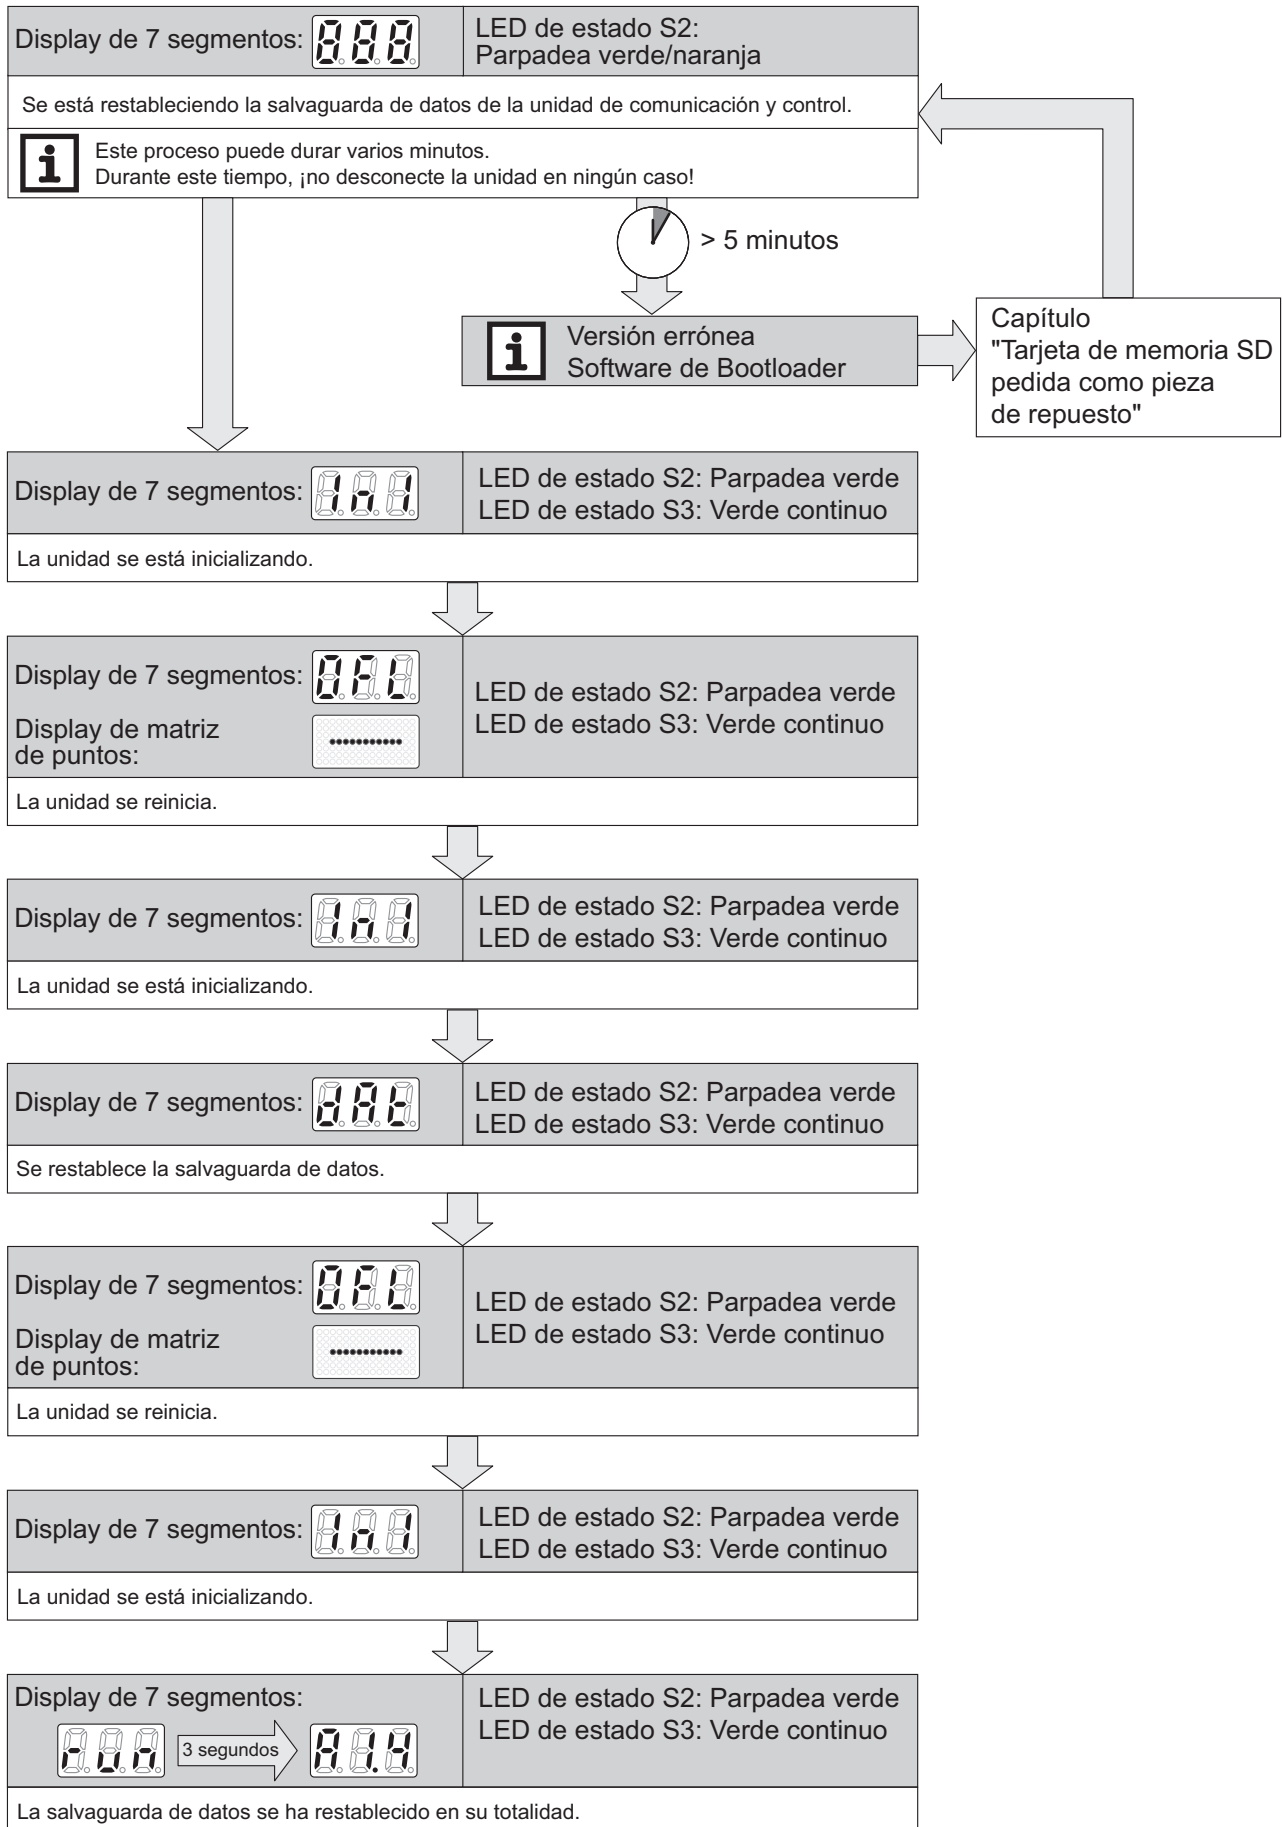 Display de 7 segmentos: 888
LED de estado S2:
Parpadea verde/naranja
Se está restableciendo la salvaguarda de datos de la unidad de comunicación y control.
i
Este proceso puede durar varios minutos.
Durante este tiempo, ¡no desconecte la unidad en ningún caso!
> 5 minutos
i
Versión errónea
Software de Bootloader
Capítulo
"Tarjeta de memoria SD
pedida como pieza
de repuesto"
Display de 7 segmentos: In1
LED de estado S2: Parpadea verde
LED de estado S3: Verde continuo
La unidad se está inicializando.
Display de 7 segmentos: OFL
Display de matriz
de puntos:
LED de estado S2: Parpadea verde
LED de estado S3: Verde continuo
La unidad se reinicia.
Display de 7 segmentos: In1
LED de estado S2: Parpadea verde
LED de estado S3: Verde continuo
La unidad se está inicializando.
Display de 7 segmentos: dAt
LED de estado S2: Parpadea verde
LED de estado S3: Verde continuo
Se restablece la salvaguarda de datos.
Display de 7 segmentos: OFL
Display de matriz
de puntos:
LED de estado S2: Parpadea verde
LED de estado S3: Verde continuo
La unidad se reinicia.
Display de 7 segmentos: In1
LED de estado S2: Parpadea verde
LED de estado S3: Verde continuo
La unidad se está inicializando.
Display de 7 segmentos:
run 3 segundos A1.4
LED de estado S2: Parpadea verde
LED de estado S3: Verde continuo
La salvaguarda de datos se ha restablecido en su totalidad.